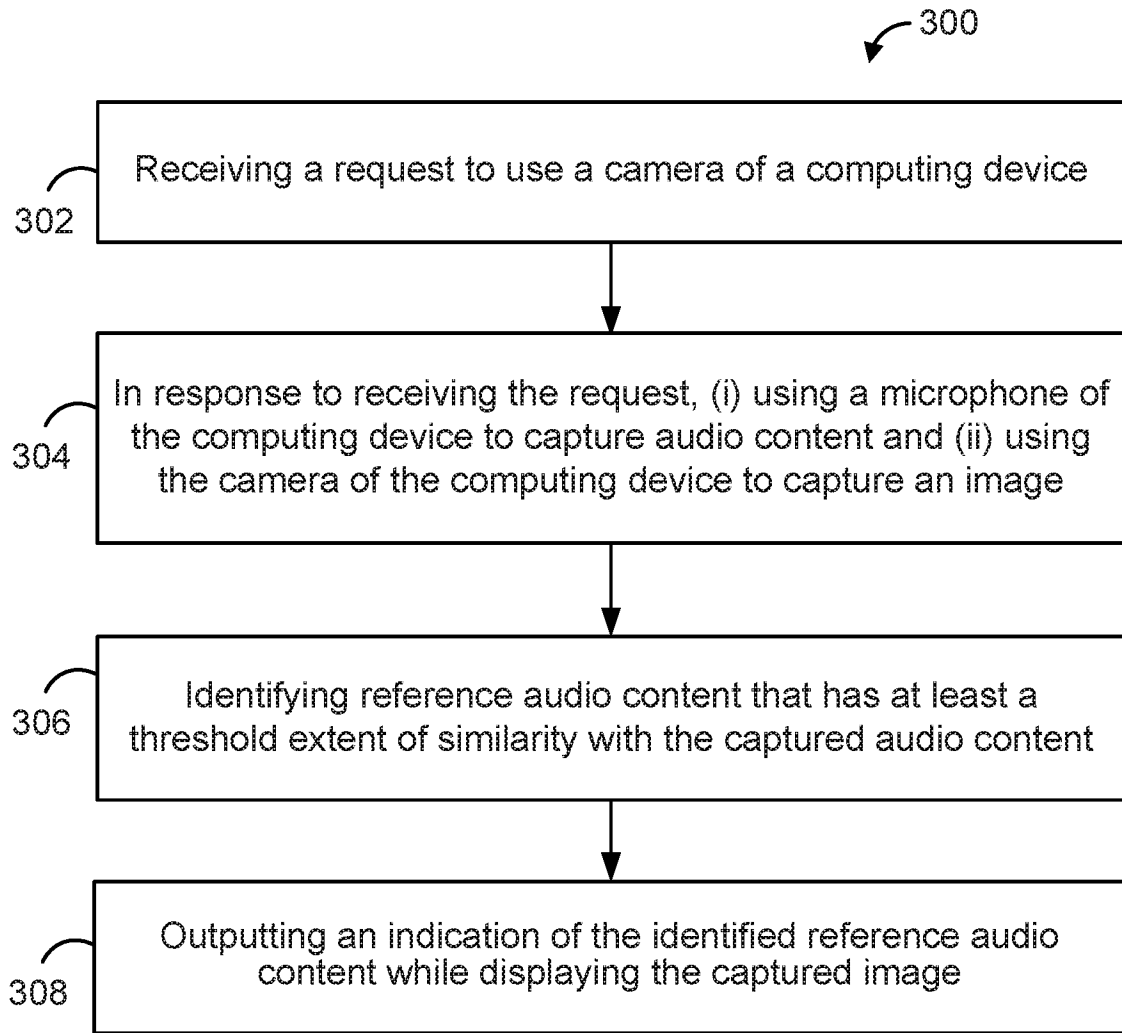 300
Receiving a request to use a camera of a computing device
302
In response to receiving the request, (i) using a microphone of
the computing device to capture audio content and (ii) using
the camera of the computing device to capture an image
304
Identifying reference audio content that has at least a
threshold extent of similarity with the captured audio content
306
Outputting an indication of the identified reference audio
content while displaying the captured image
308